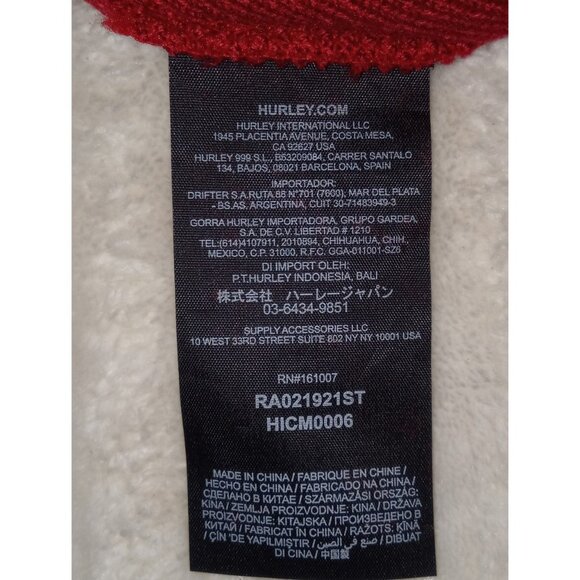 HURLEY.COM
HURLEY INTERNATIONAL LLC
1945 PLACENTIA AVENUE, COSTA MESA,
CA 92627 USA
HURLEY 999 S.L., B53209084, CARRER SANTALO
134, BAJOS, 08021 BARCELONA, SPAIN
IMPORTADOR:
DRIFTER S.A.RUTA 88 N°701 (7600), MAR DEL PLATA
- BS.AS, ARGENTINA, CUIT 30-71483949-3
GORRA HURLEY IMPORTADORA, GRUPO GARDEA,
S.A. DE C.V. LIBERTAD # 1210
TEL:(614)4107911, 2010894, CHIHUAHUA, CHIH.,
MEXICO, C.P. 31000, R.F.C. GGA-011001-SZ6
DI IMPORT OLEH:
P.T.HURLEY INDONESIA, BALI
株式会社 ハーレージャパン
03-6434-9851
SUPPLY ACCESSORIES LLC
10 WEST 33RD STREET SUITE 802 NY NY 10001 USA
RN#161007
RA021921ST
HICM0006
MADE IN CHINA / FABRIQUE EN CHINE /
HECHO EN CHINA / FABRICADO NA CHINA /
СДЕЛАНО В КИТАЕ / SZÁRMAZÁSI ORSZÁG:
KÍNA / ZEMLJA PROIZVODNJE: KINA / DRŽAVA
PROIZVODNJE: KITAJSKA / ПРОИЗВЕДЕНО В
КИТАЙ / FABRICAT ÎN CHINA / RAŽOTS: ĶĪNĀ
/ ÇİN 'DE YAPILMIŞTIR / صنع في الصين / DIBUAT
DI CINA / 中国製